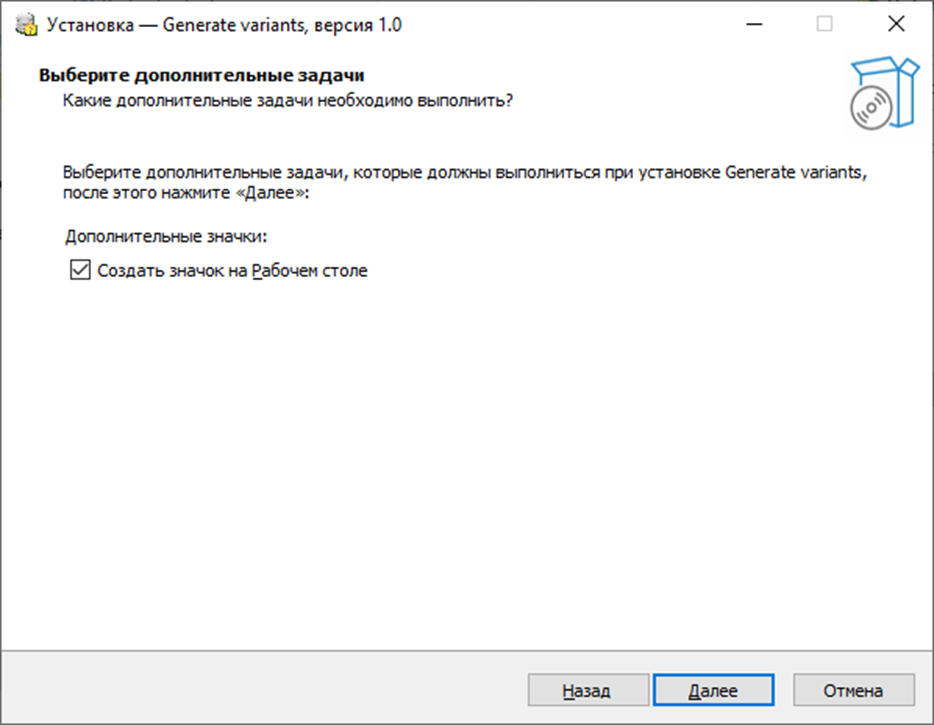 Установка — Generate variants, версия 1.0
Выберите дополнительные задачи
Какие дополнительные задачи необходимо выполнить?
Выберите дополнительные задачи, которые должны выполниться при установке Generate variants,
после этого нажмите «Далее»:
Дополнительные значки:
Создать значок на Рабочем столе
Назад
Далее
Отмена